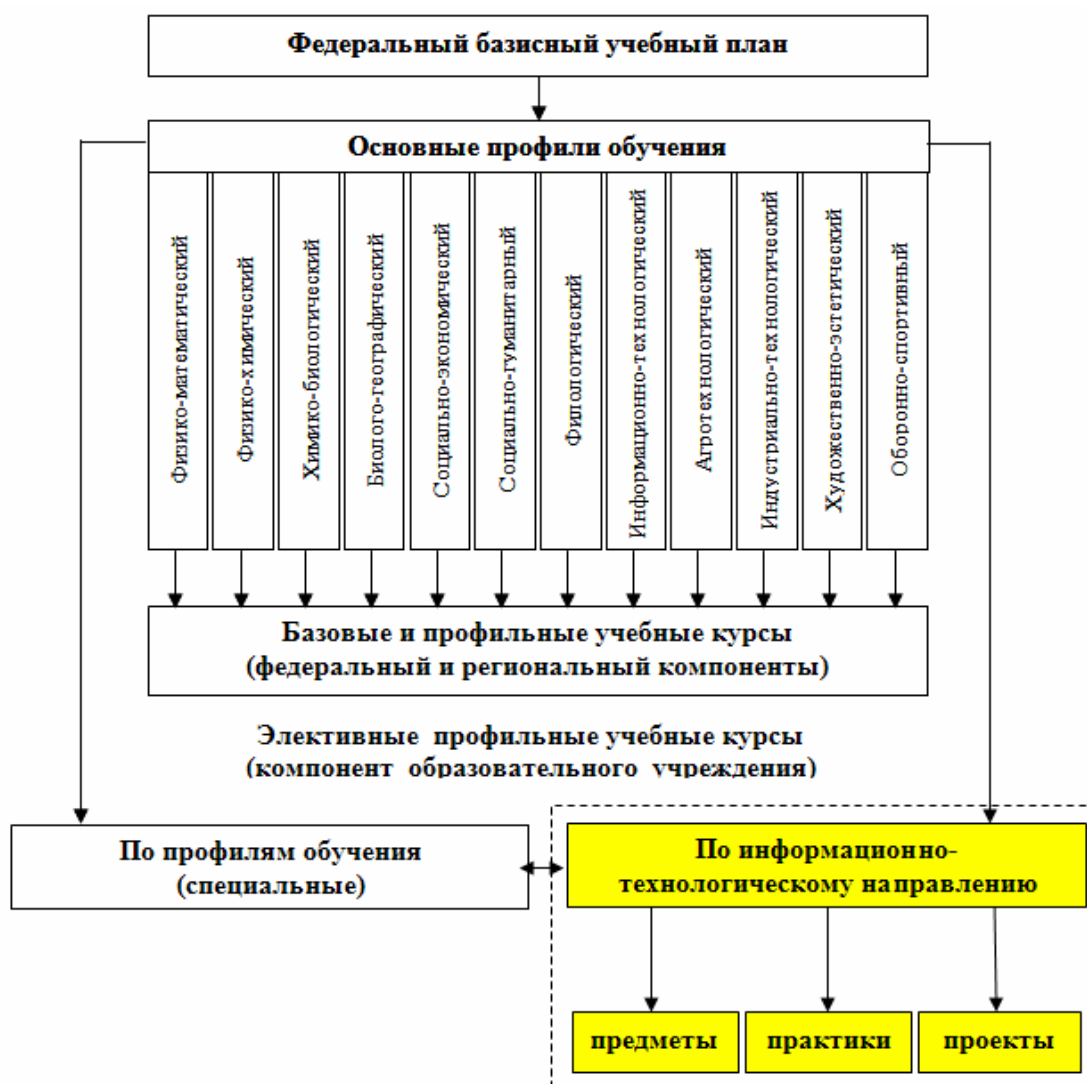 Федеральный базисный учебный план
Основные профили обучения
Физико-математический
Физико-химический
Химико-биологический
Биолого-географический
Социально-экономический
Социально-гуманитарный
Филологический
Информационно-технологический
Агротехнологический
Индустриально-технологический
Художественно-эстетический
Оборонно-спортивный
Базовые и профильные учебные курсы
(федеральный и региональный компоненты)
Элективные профильные учебные курсы
(компонент образовательного учреждения)
По профилям обучения
(специальные)
По информационно-
технологическому направлению
предметы
практики
проекты